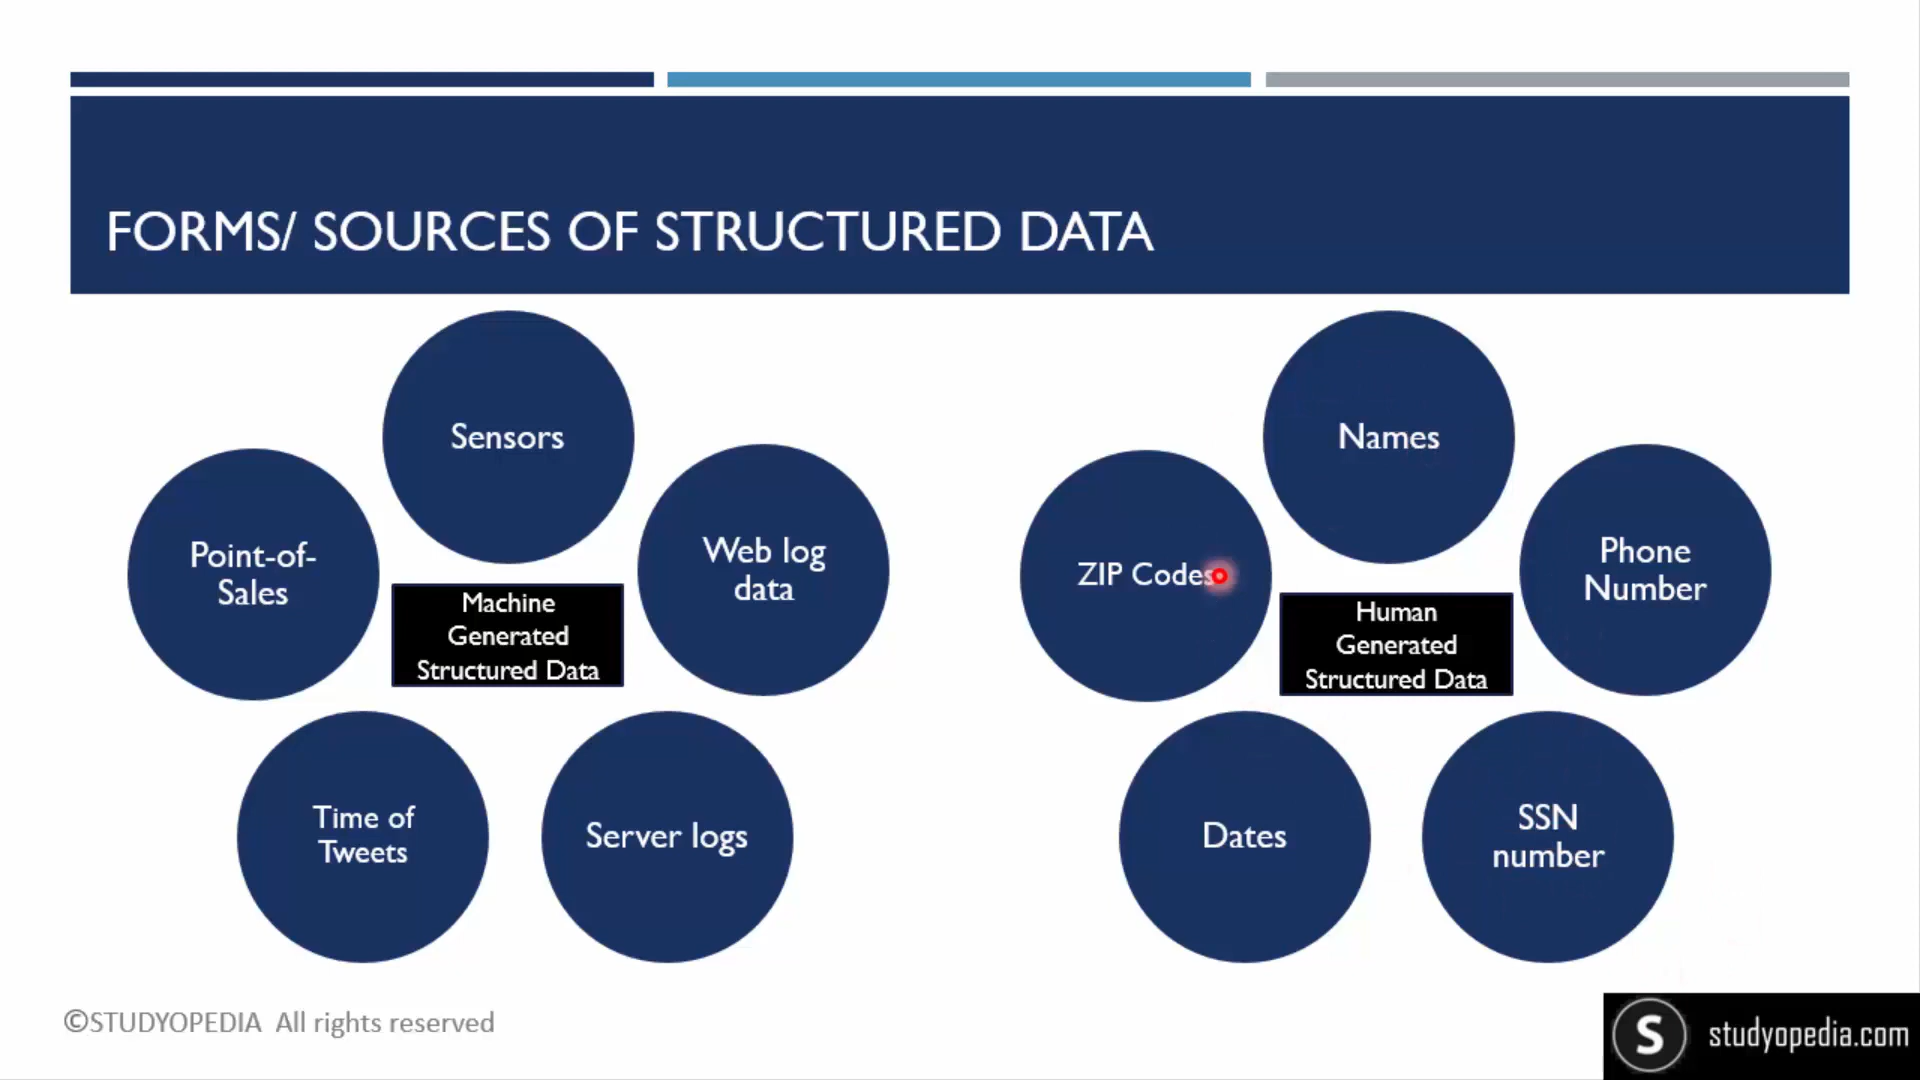 FORMS/ SOURCES OF STRUCTURED DATA
Sensors
Point-of-
Sales
Web log
data
Machine
Generated
Structured Data
Time of
Tweets
Server logs
Names
ZIP Codes
Phone
Number
Human
Generated
Structured Data
Dates
SSN
number
©STUDYOPEDIA All rights reserved
S
studyopedia.com